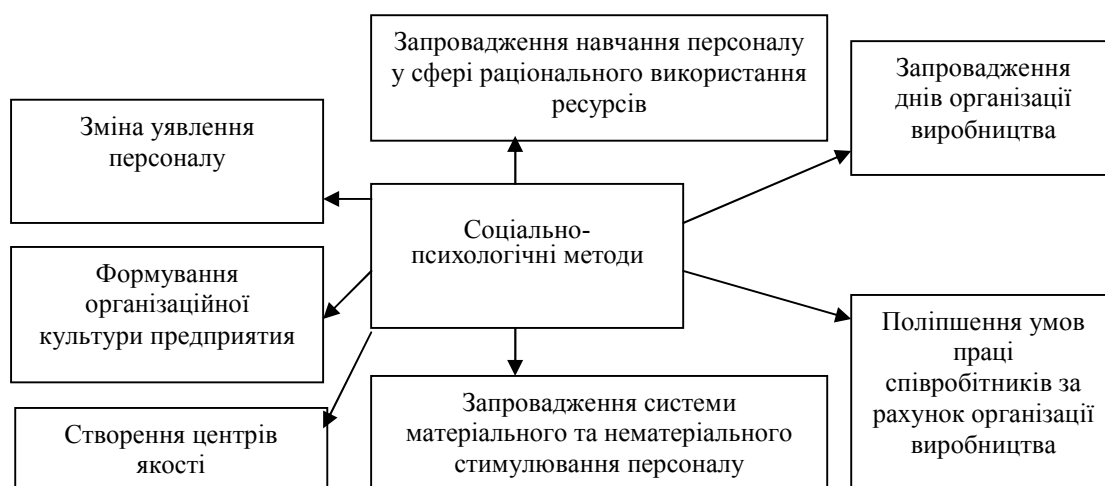 Запровадження навчання персоналу
у сфері раціонального використання
ресурсів
Запровадження
днів організації
виробництва
Зміна уявлення
персоналу
Соціально-
психологічні методи
Формування
організаційної
культури предприятия
Поліпшення умов
праці
співробітників за
рахунок організації
виробництва
Запровадження системи
матеріального та нематеріального
стимулювання персоналу
Створення центрів
якості